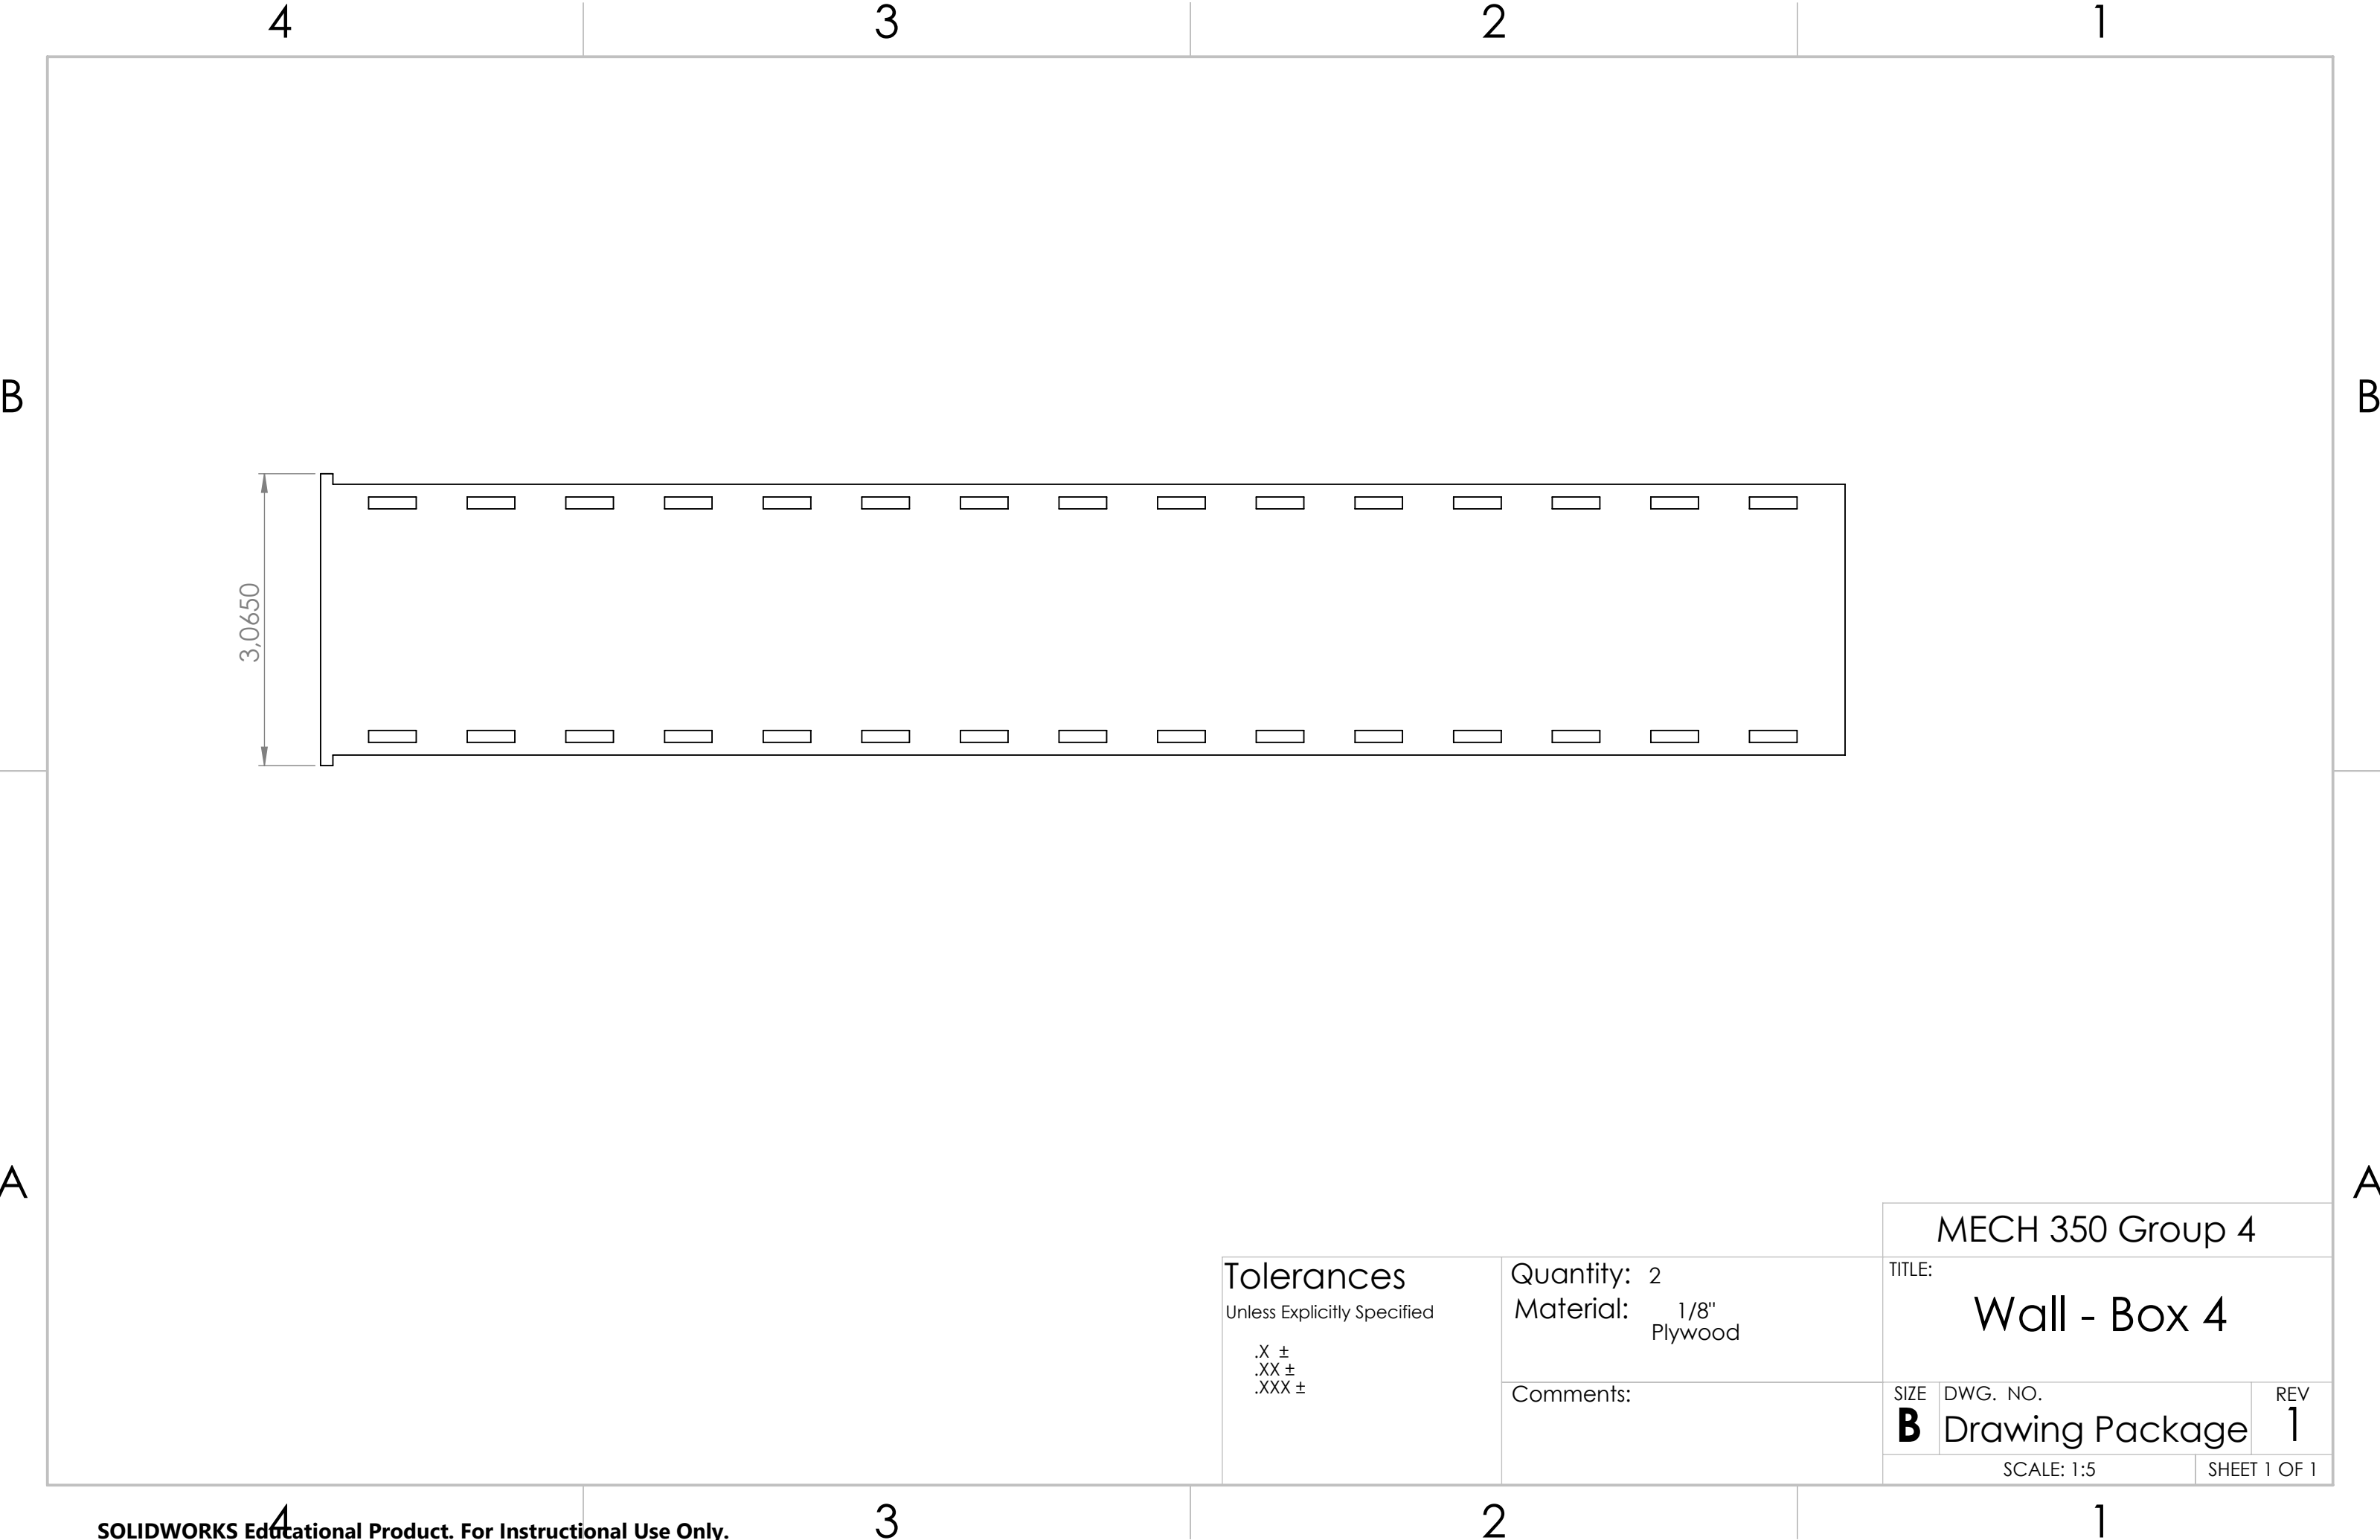 4 3 2 1
B B
3,0650
A A
MECH 350 Group 4
Tolerances
Unless Explicitly Specified
.X ±
.XX ±
.XXX ±
Quantity: 2
Material: 1/8"
Plywood
Comments:
TITLE:
Wall - Box 4
SIZE DWG. NO. REV
B Drawing Package 1
SCALE: 1:5 SHEET 1 OF 1
4 3 2 1
SOLIDWORKS Educational Product. For Instructional Use Only.